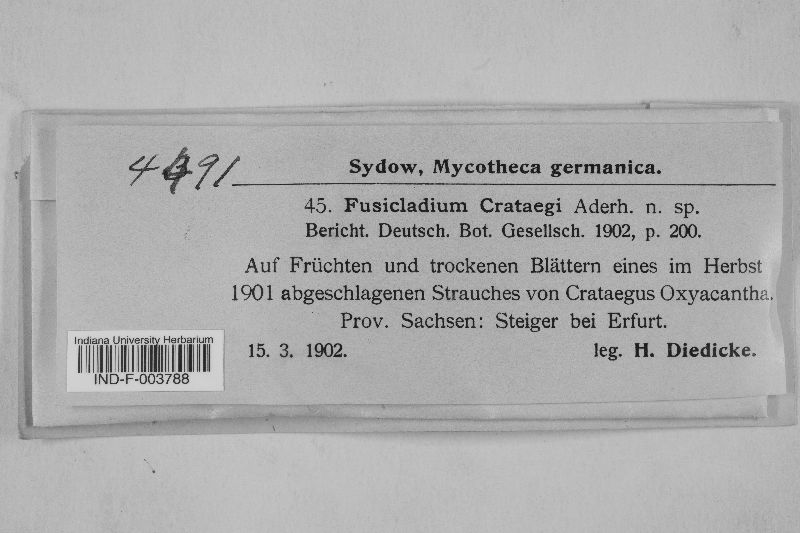 Sydow, Mycotheca germanica.
45. Fusicladium Crataegi Aderh. n. sp.
Bericht. Deutsch. Bot. Gesellsch. 1902, p. 200.
Auf Früchten und trockenen Blättern eines im Herbst
1901 abgeschlagenen Strauches von Crataegus Oxyacantha.
Prov. Sachsen: Steiger bei Erfurt.
15. 3. 1902. leg. H. Diedicke.
Indiana University Herbarium
IND-F-003788